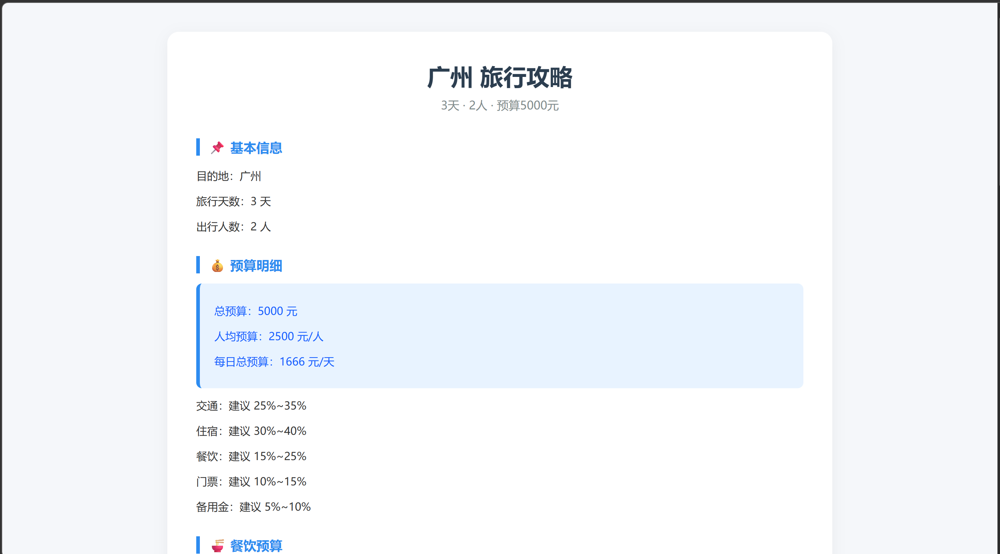 广州 旅行攻略
3天 · 2人 · 预算5000元
📌 基本信息
目的地：广州
旅行天数：3 天
出行人数：2 人
💰 预算明细
总预算：5000 元
人均预算：2500 元/人
每日总预算：1666 元/天
交通：建议 25%~35%
住宿：建议 30%~40%
餐饮：建议 15%~25%
门票：建议 10%~15%
备用金：建议 5%~10%
🍜 餐饮预算